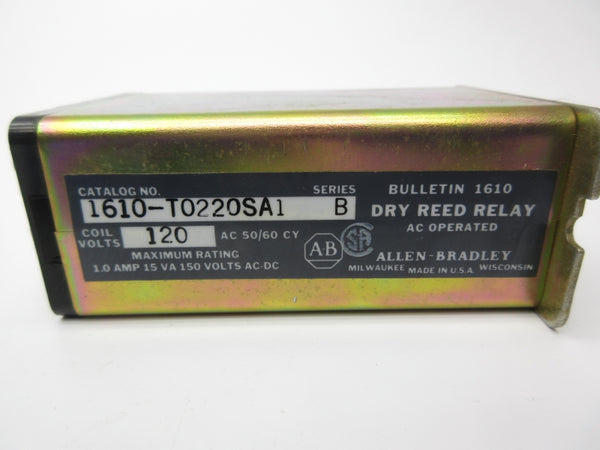 CATALOG NO. SERIES
1610-T0220SA1 B
COIL VOLTS 120 AC 50/60 CY
MAXIMUM RATING
1.0 AMP 15 VA 150 VOLTS AC-DC
AB
SA
BULLETIN 1610
DRY REED RELAY
AC OPERATED
ALLEN-BRADLEY
MILWAUKEE MADE IN U.S.A. WISCONSIN